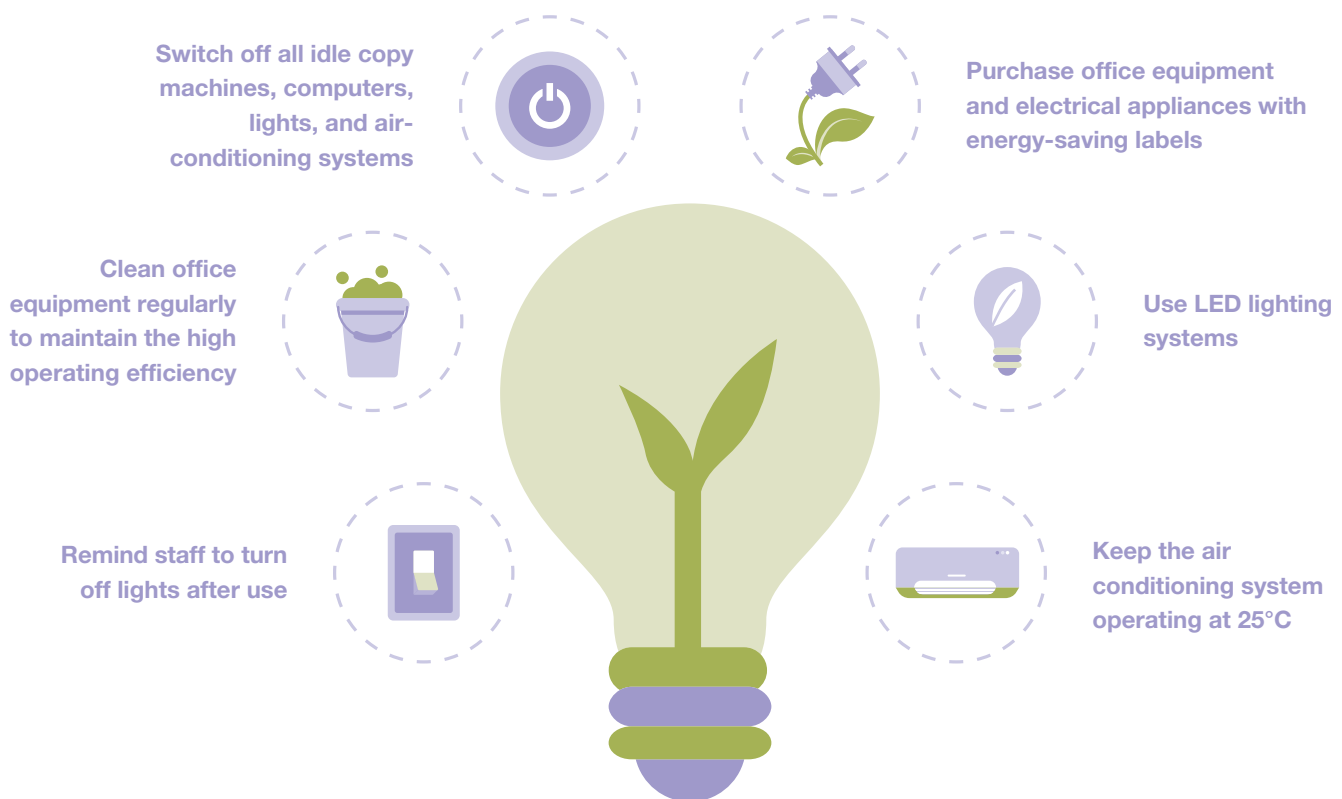 Switch off all idle copy
machines, computers,
lights, and air-
conditioning systems
Purchase office equipment
and electrical appliances with
energy-saving labels
Clean office
equipment regularly
to maintain the high
operating efficiency
Use LED lighting
systems
Remind staff to turn
off lights after use
Keep the air
conditioning system
operating at 25°C